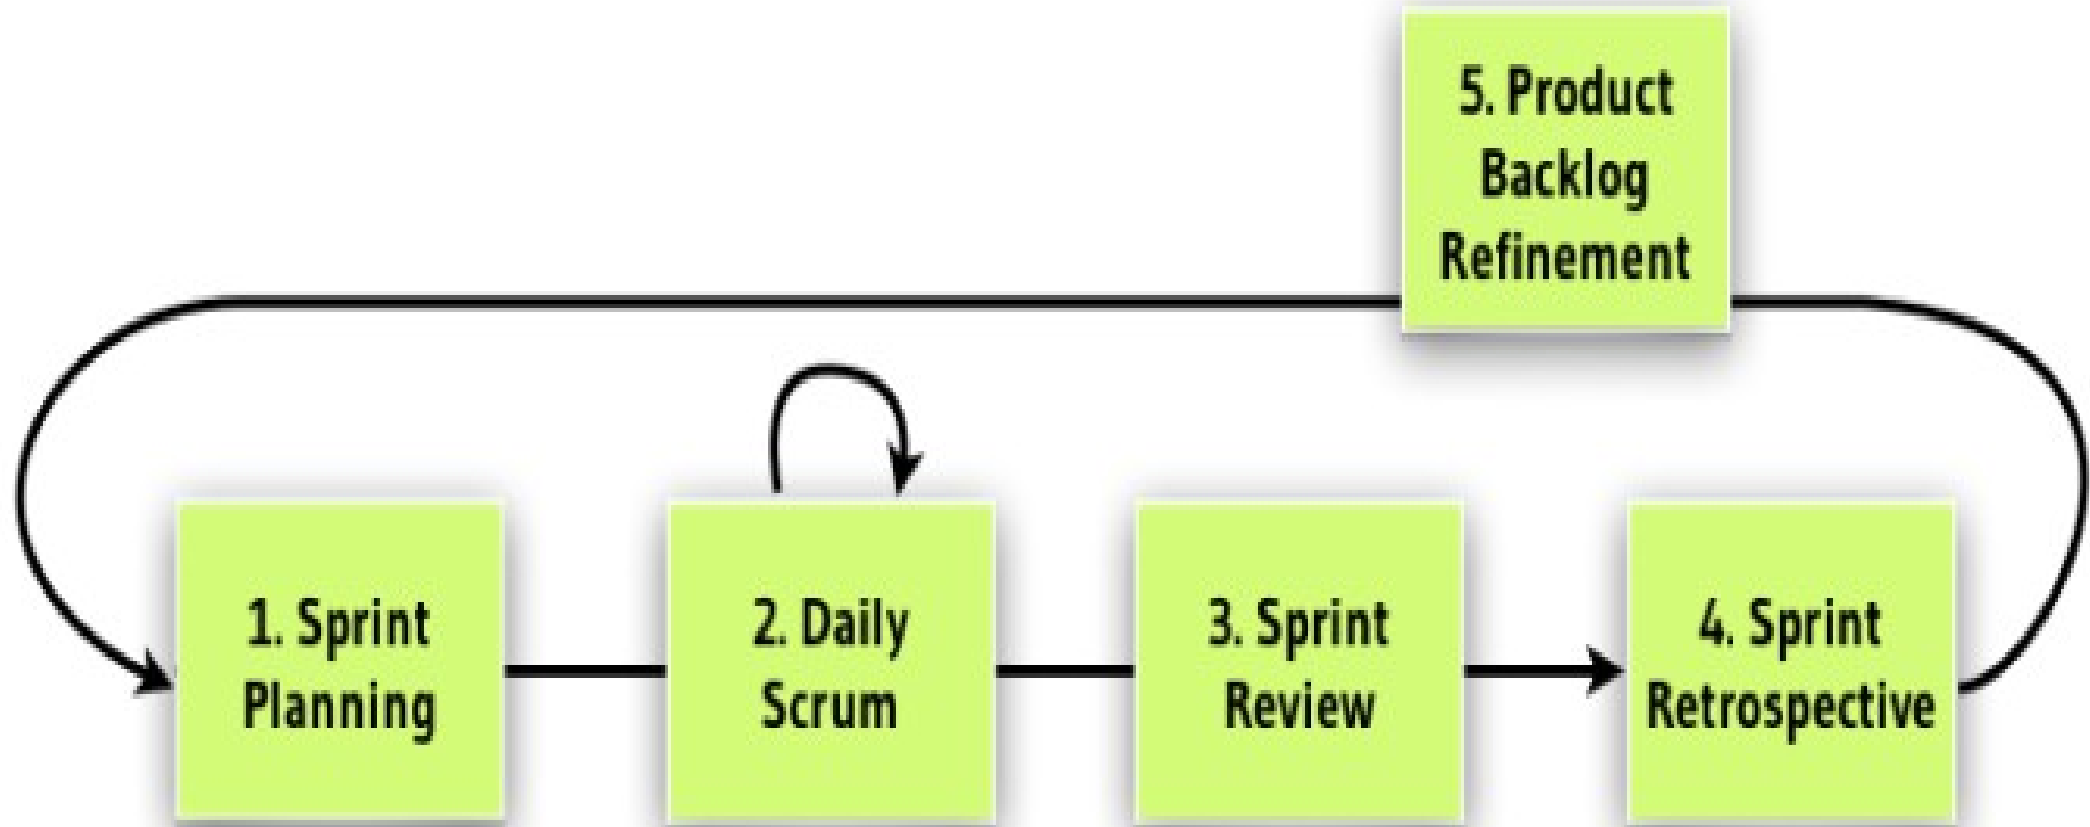 5. Product
Backlog
Refinement
1. Sprint
Planning
2. Daily
Scrum
3. Sprint
Review
4. Sprint
Retrospective